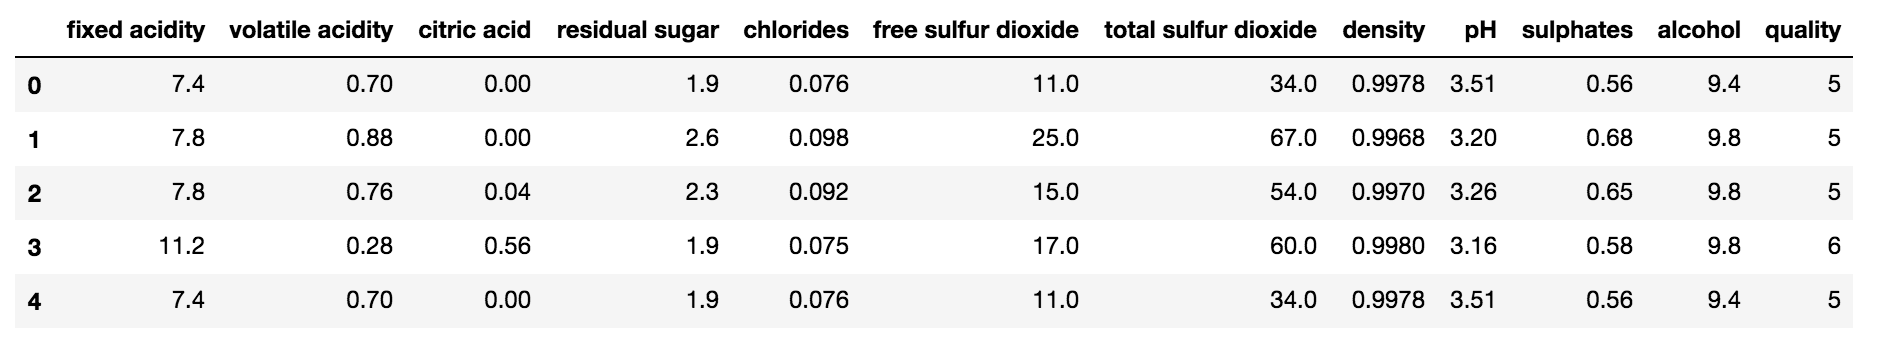 fixed acidity volatile acidity citric acid residual sugar chlorides free sulfur dioxide total sulfur dioxide density pH sulphates alcohol quality
0 7.4 0.70 0.00 1.9 0.076 11.0 34.0 0.9978 3.51 0.56 9.4 5
1 7.8 0.88 0.00 2.6 0.098 25.0 67.0 0.9968 3.20 0.68 9.8 5
2 7.8 0.76 0.04 2.3 0.092 15.0 54.0 0.9970 3.26 0.65 9.8 5
3 11.2 0.28 0.56 1.9 0.075 17.0 60.0 0.9980 3.16 0.58 9.8 6
4 7.4 0.70 0.00 1.9 0.076 11.0 34.0 0.9978 3.51 0.56 9.4 5